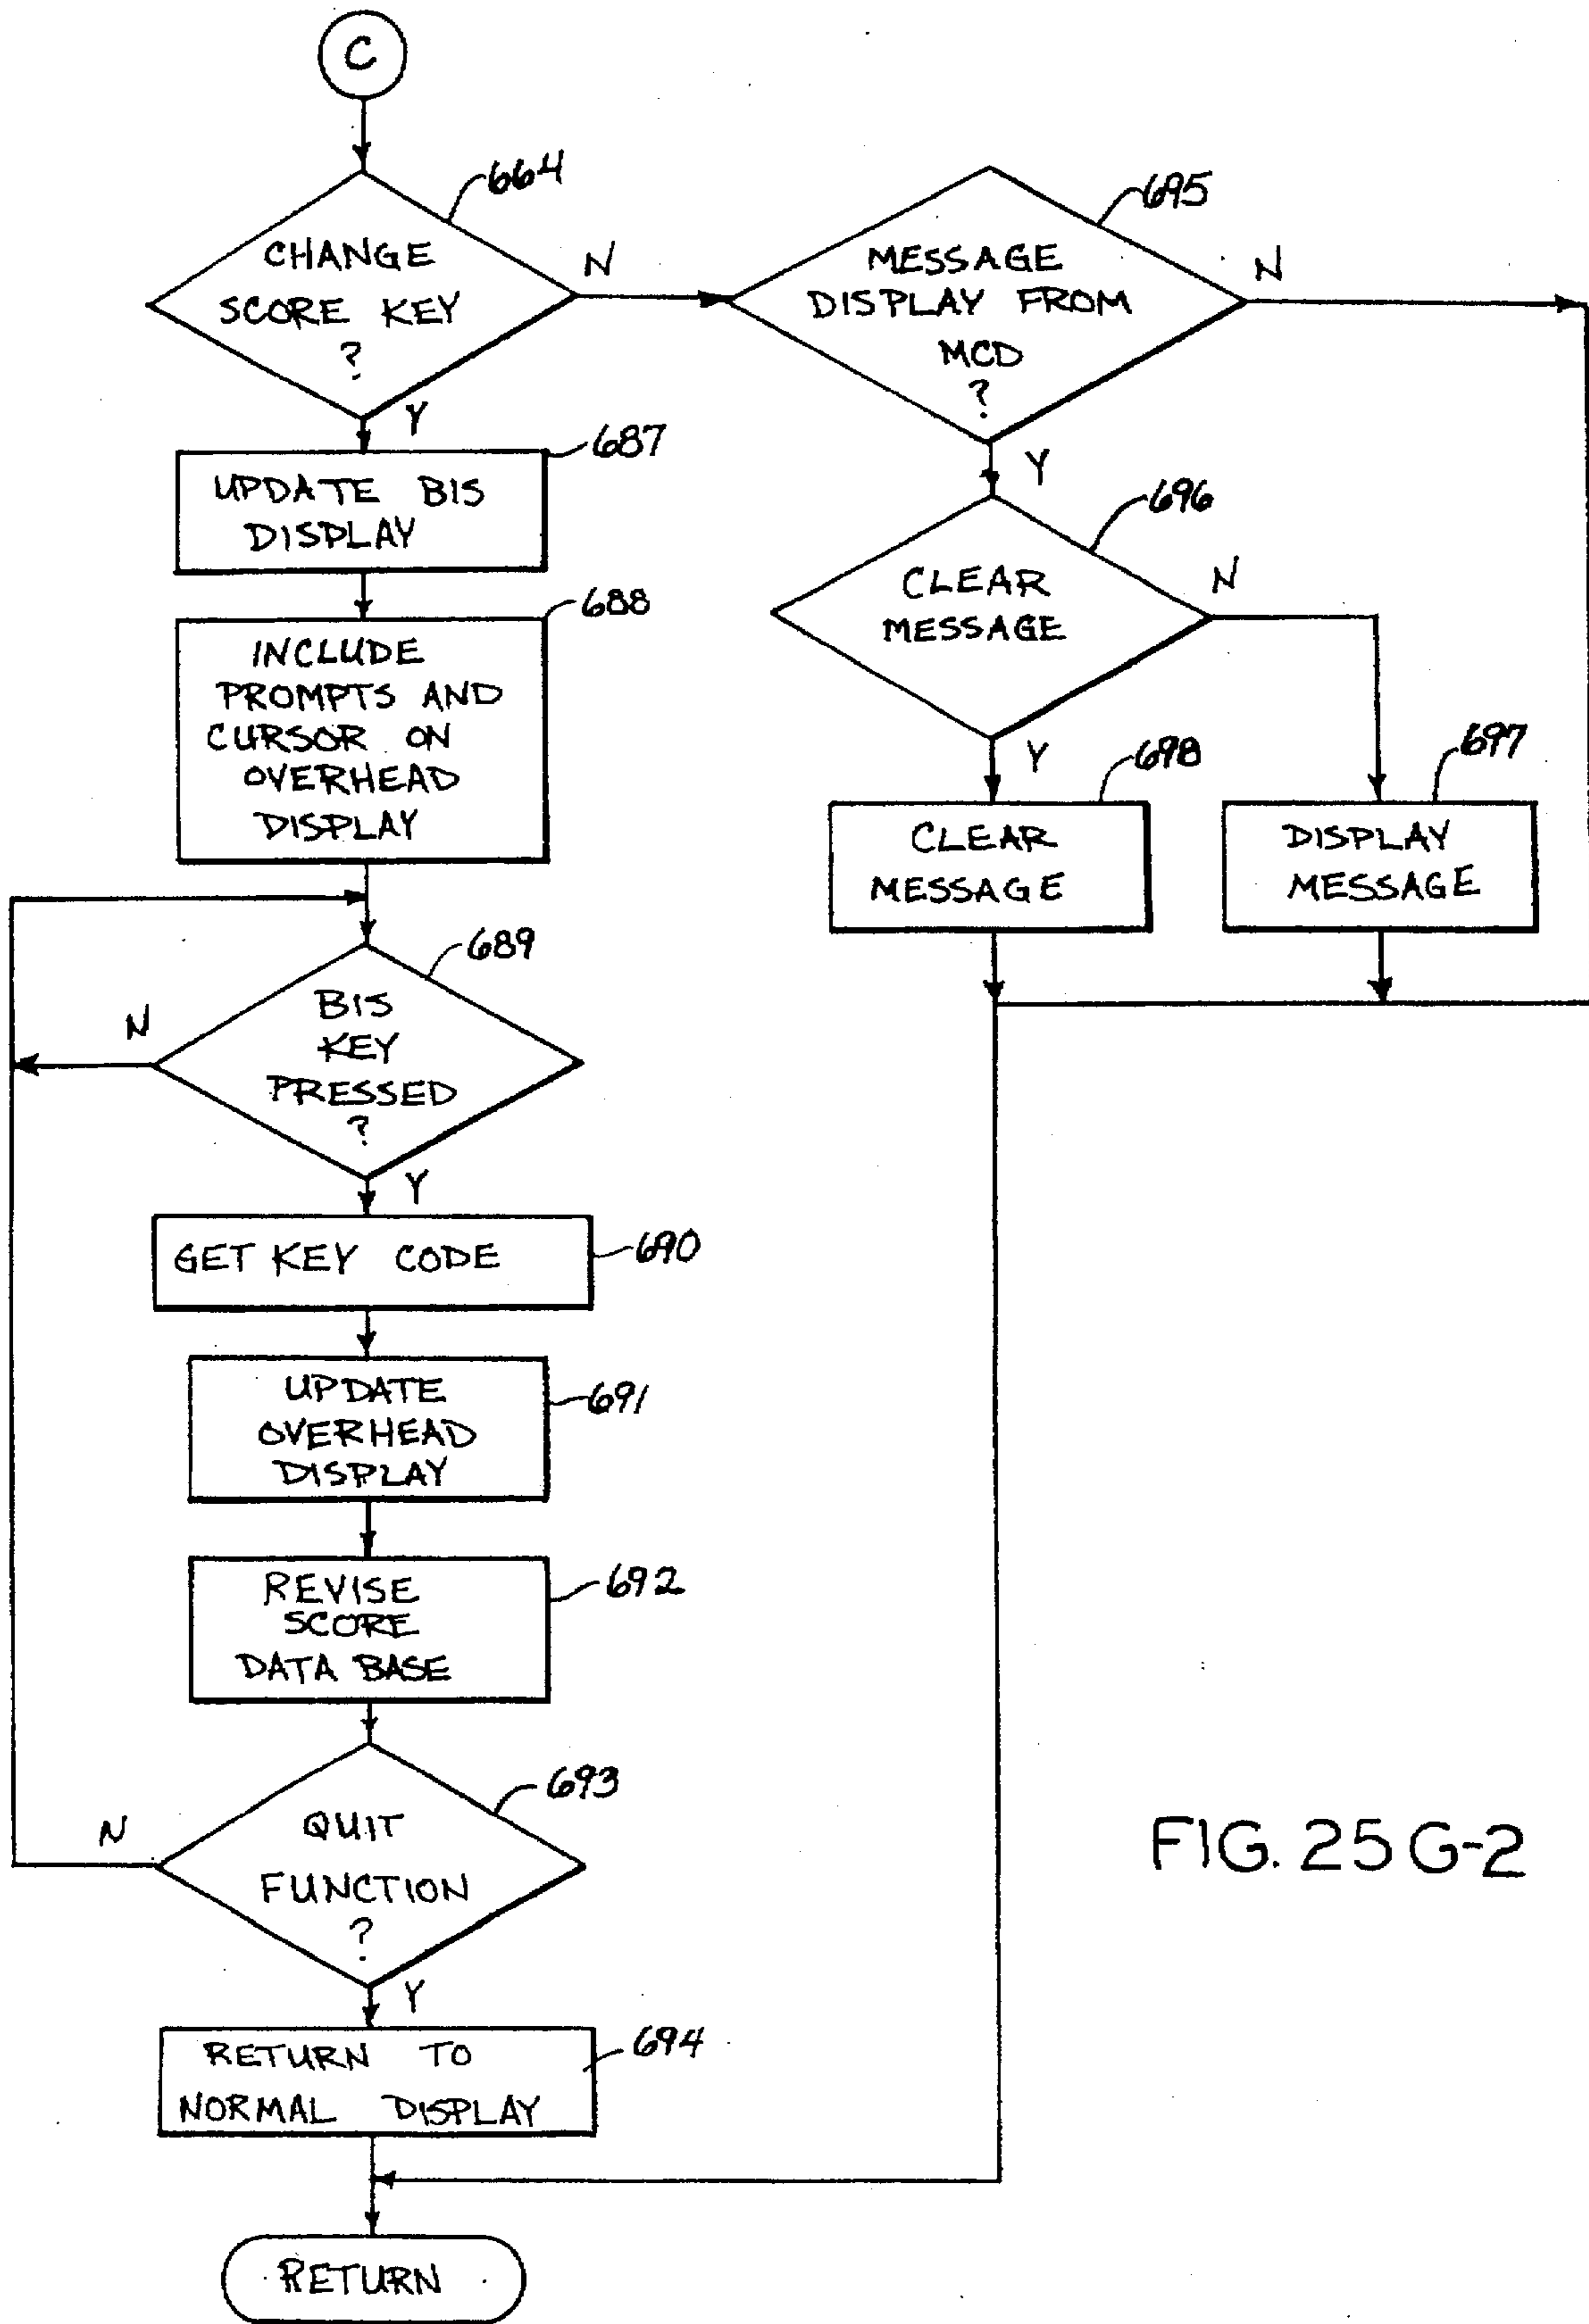 C
664
CHANGE
SCORE KEY
?
N
Y
695
MESSAGE
DISPLAY FROM
MCD
?
N
Y
687
UPDATE BIS
DISPLAY
696
CLEAR
MESSAGE
N
Y
688
INCLUDE
PROMPTS AND
CURSOR ON
OVERHEAD
DISPLAY
698
CLEAR
MESSAGE
697
DISPLAY
MESSAGE
689
BIS
KEY
PRESSED
?
N
Y
GET KEY CODE
690
UPDATE
OVERHEAD
DISPLAY
691
REVISE
SCORE
DATA BASE
692
693
QUIT
FUNCTION
?
N
Y
RETURN TO
NORMAL DISPLAY
694
RETURN
FIG. 25 G-2